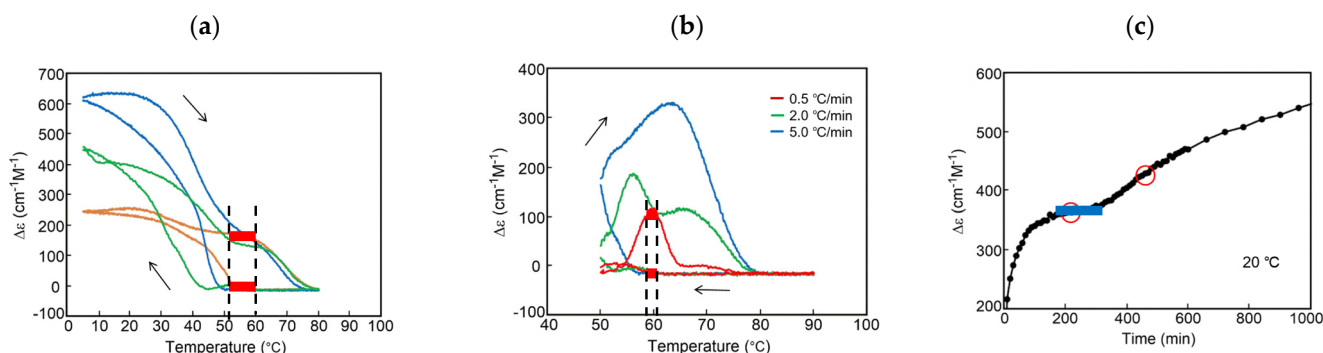 (a)
(b)
(c)
Δε (cm⁻¹M⁻¹)
700
600
500
400
300
200
100
0
-100
0 10 20 30 40 50 60 70 80 90 100
Temperature (°C)
Δε (cm⁻¹M⁻¹)
400
300
200
100
0
-100
40 50 60 70 80 90 100
Temperature (°C)
0.5 °C/min
2.0 °C/min
5.0 °C/min
Δε (cm⁻¹M⁻¹)
600
500
400
300
200
0 200 400 600 800 1000
Time (min)
20 °C